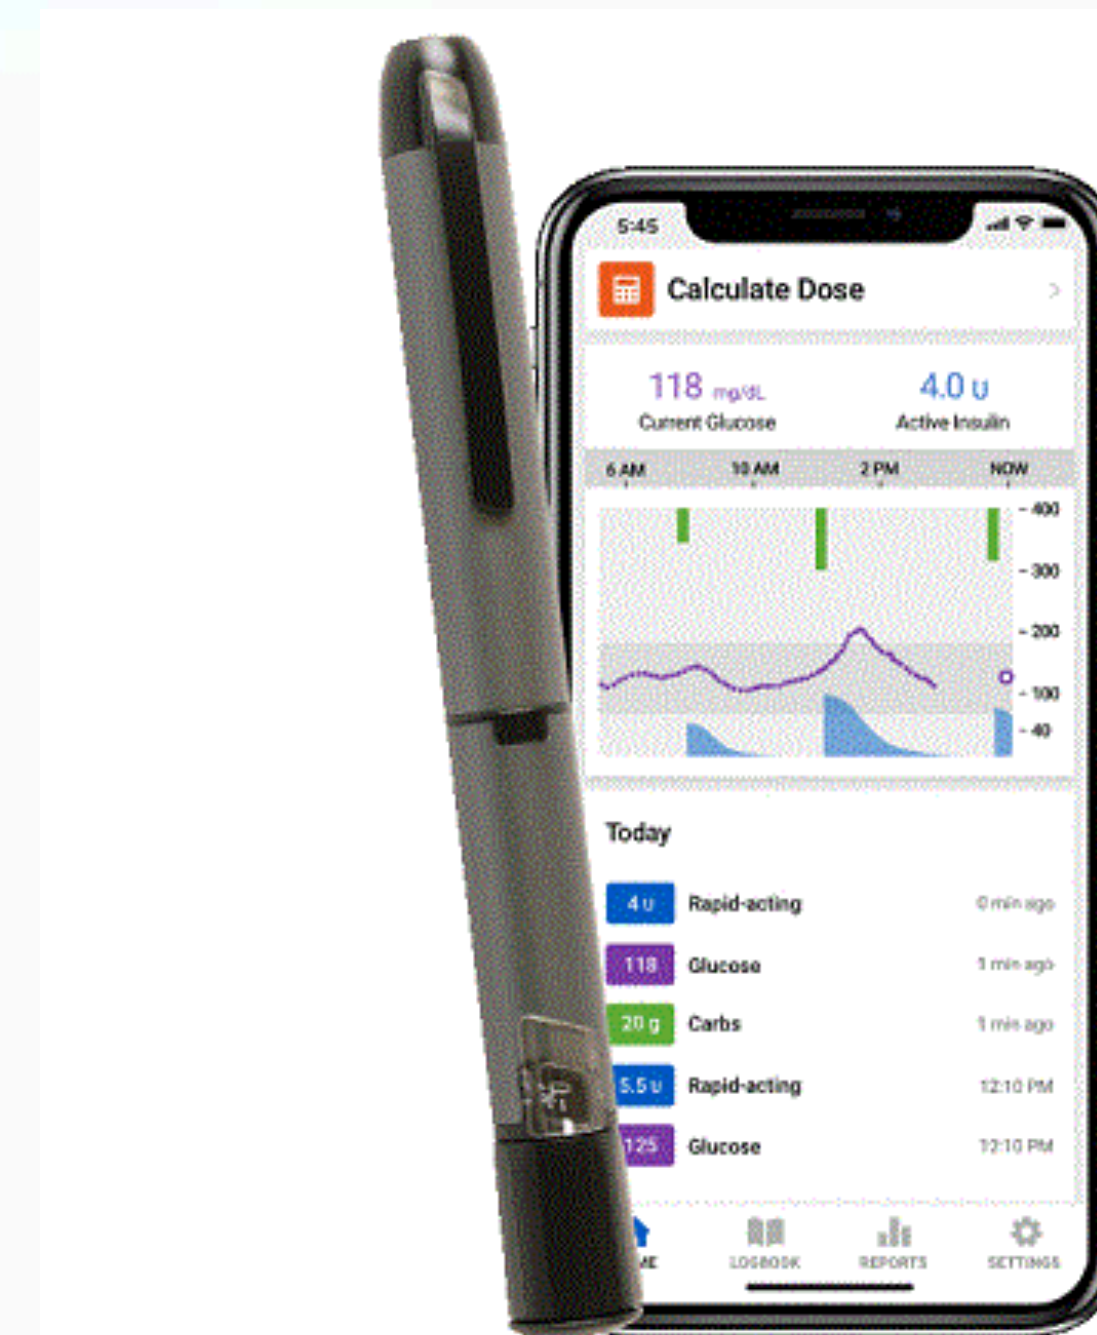 5:45
Calculate Dose
118 mg/dL
4.0 U
Current Glucose
Active Insulin
6 AM 10 AM 2 PM NOW
400
300
200
100
40
Today
4 U Rapid-acting 0 min ago
118 Glucose 1 min ago
20 g Carbs 1 min ago
5.5 U Rapid-acting 12:10 PM
125 Glucose 12:10 PM
LOGBOOK REPORTS SETTINGS